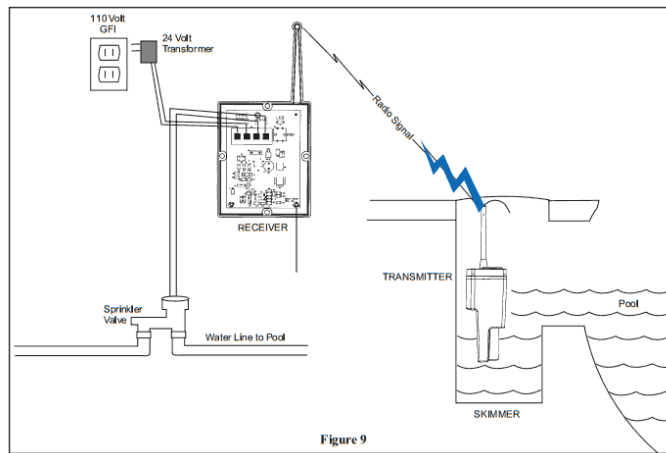 110 Volt
GFI
24 Volt
Transformer
Radio Signal
RECEIVER
TRANSMITTER
Pool
Sprinkler
Valve
Water Line to Pool
SKIMMER
Figure 9